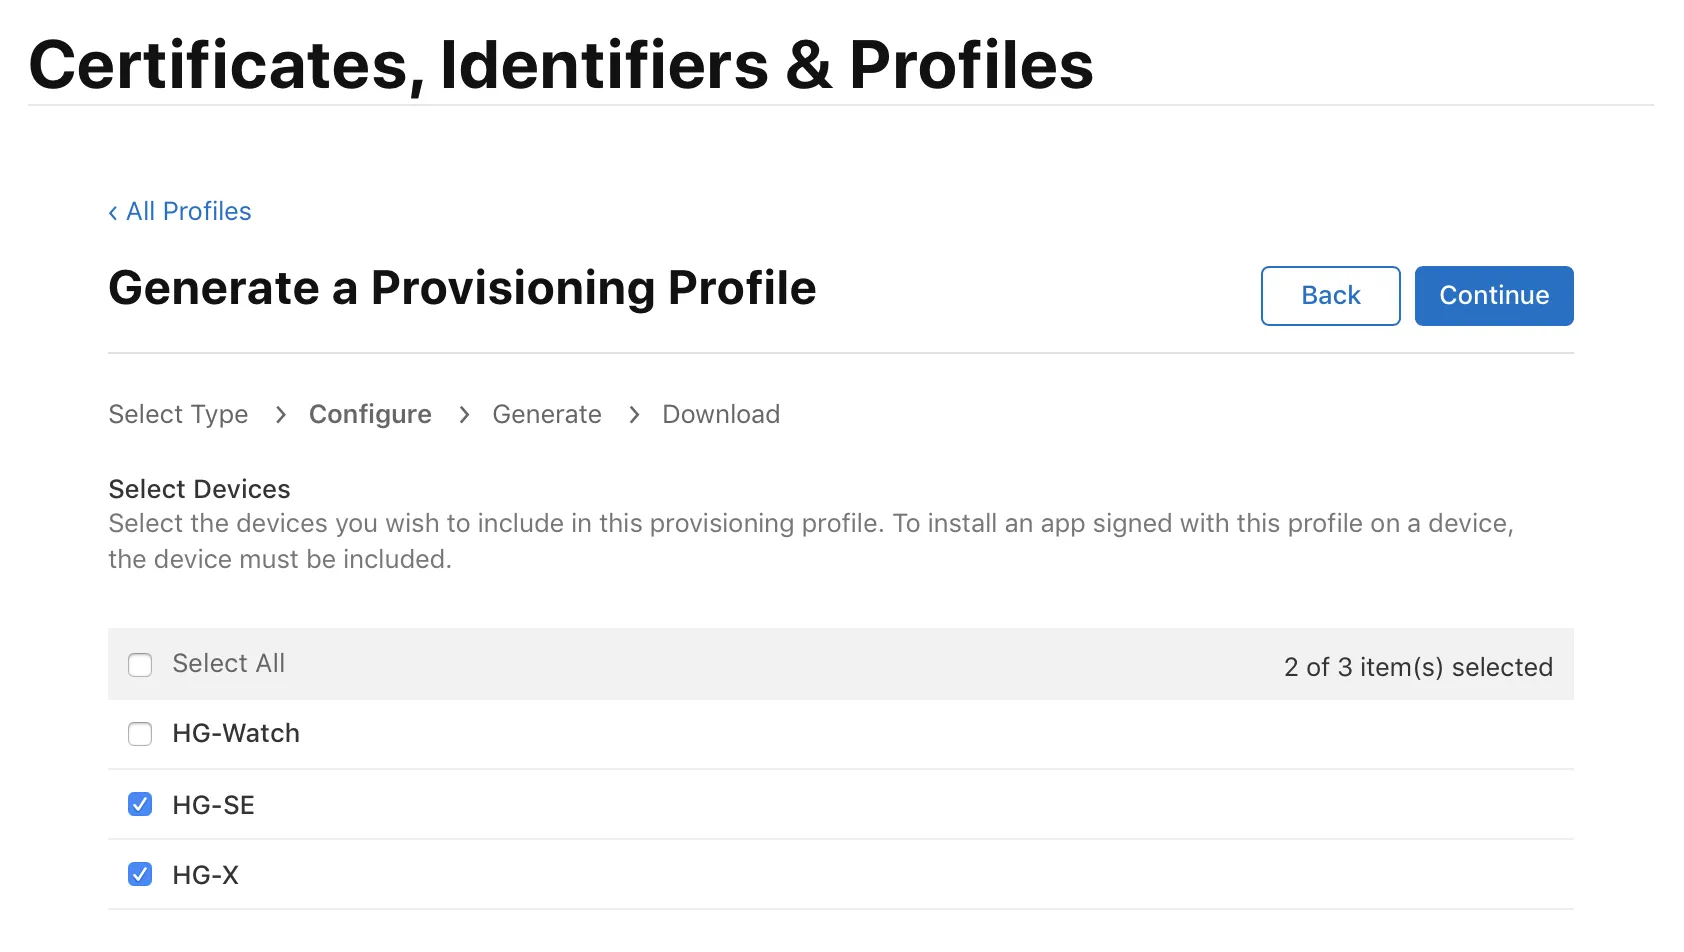 Certificates, Identifiers & Profiles
‹ All Profiles
Generate a Provisioning Profile
Back
Continue
Select Type > Configure > Generate > Download
Select Devices
Select the devices you wish to include in this provisioning profile. To install an app signed with this profile on a device,
the device must be included.
Select All
2 of 3 item(s) selected
HG-Watch
HG-SE
HG-X